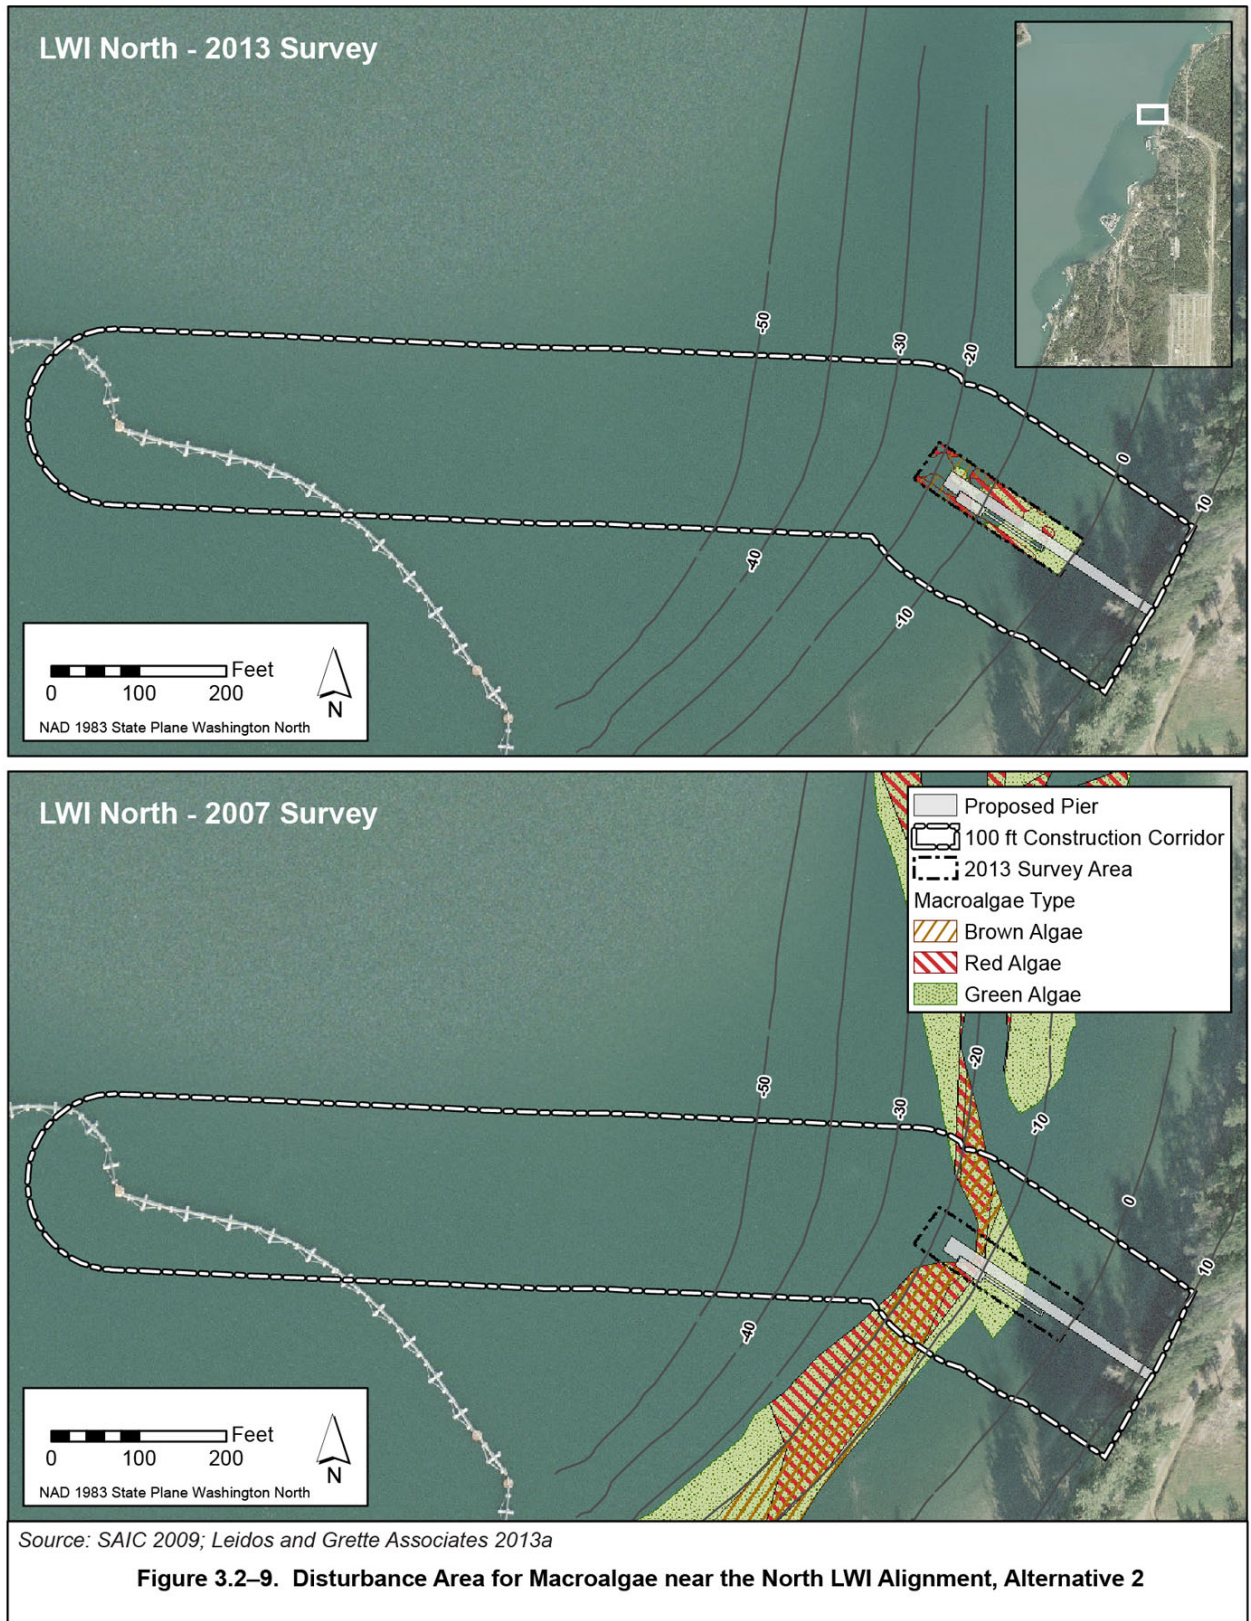 LWI North - 2013 Survey
-50
-30
-20
0
10
-40
-10
Feet
0 100 200
N
NAD 1983 State Plane Washington North
LWI North - 2007 Survey
Proposed Pier
100 ft Construction Corridor
2013 Survey Area
Macroalgae Type
Brown Algae
Red Algae
Green Algae
-50
-30
-20
-10
0
10
-40
Feet
0 100 200
N
NAD 1983 State Plane Washington North
Source: SAIC 2009; Leidos and Grette Associates 2013a
Figure 3.2–9. Disturbance Area for Macroalgae near the North LWI Alignment, Alternative 2